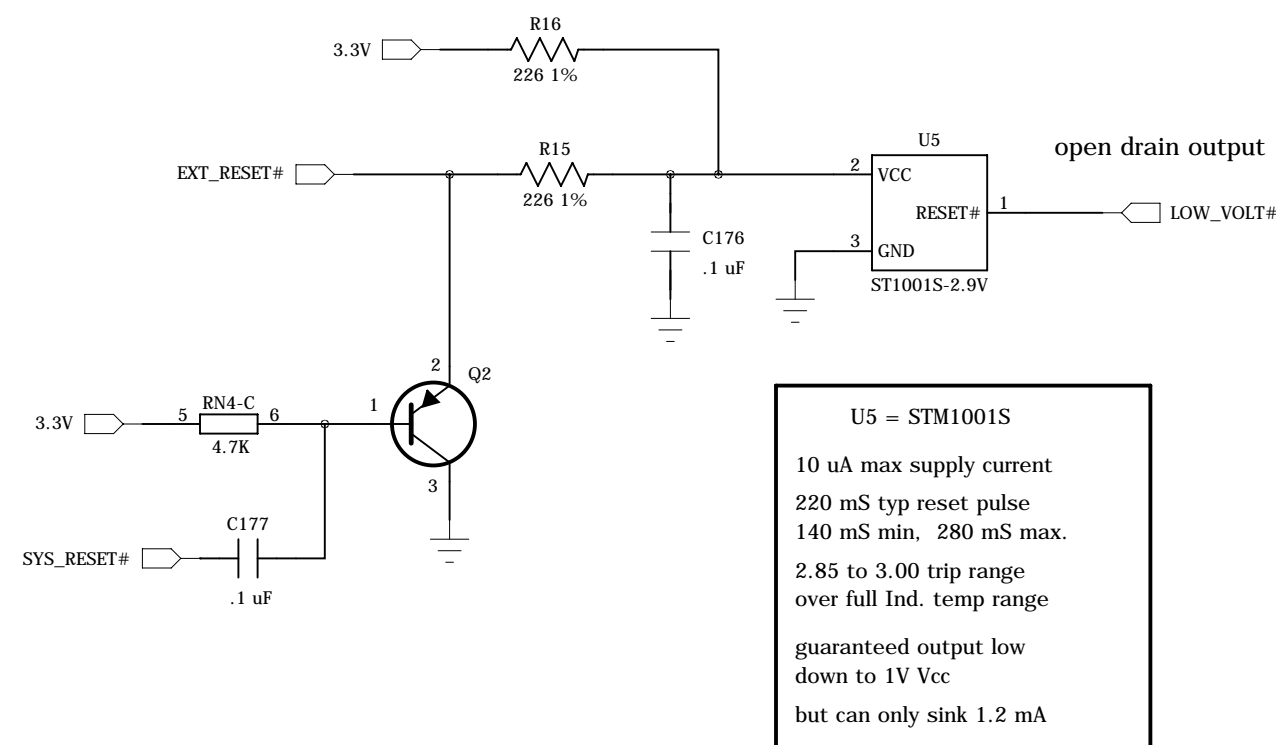 R16
3.3V
226 1%
R15
EXT_RESET#
226 1%
U5
open drain output
2
VCC
RESET#
1
LOW_VOLT#
3
GND
ST1001S-2.9V
C176
.1 uF
2
Q2
RN4-C
3.3V
5
6
1
4.7K
3
C177
SYS_RESET#
.1 uF
U5 = STM1001S
10 uA max supply current
220 mS typ reset pulse
140 mS min, 280 mS max.
2.85 to 3.00 trip range
over full Ind. temp range
guaranteed output low
down to 1V Vcc
but can only sink 1.2 mA